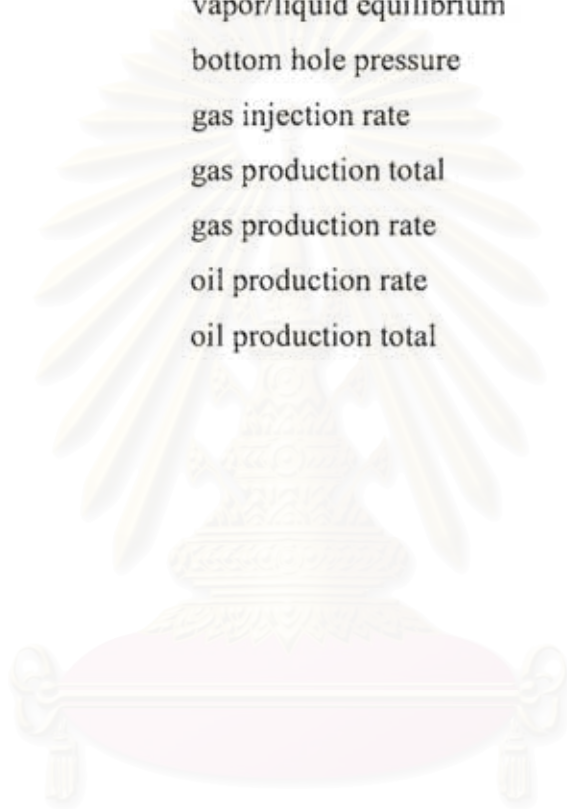 vapor/liquid equilibrium
bottom hole pressure
gas injection rate
gas production total
gas production rate
oil production rate
oil production total